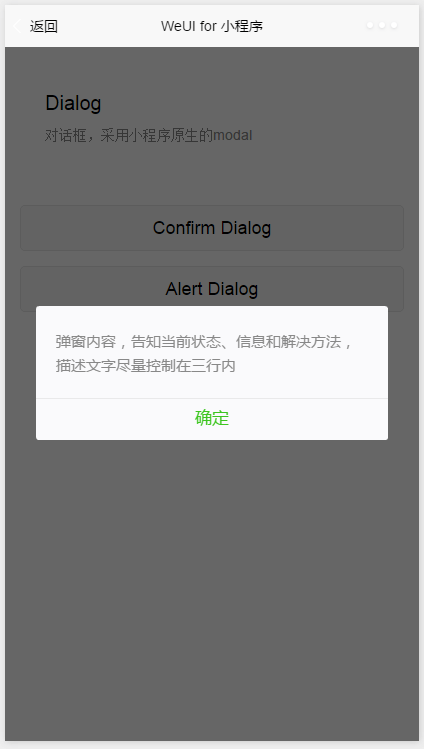 返回
WeUI for 小程序
Dialog
对话框，采用小程序原生的modal
Confirm Dialog
Alert Dialog
弹窗内容，告知当前状态、信息和解决方法，
描述文字尽量控制在三行内
确定